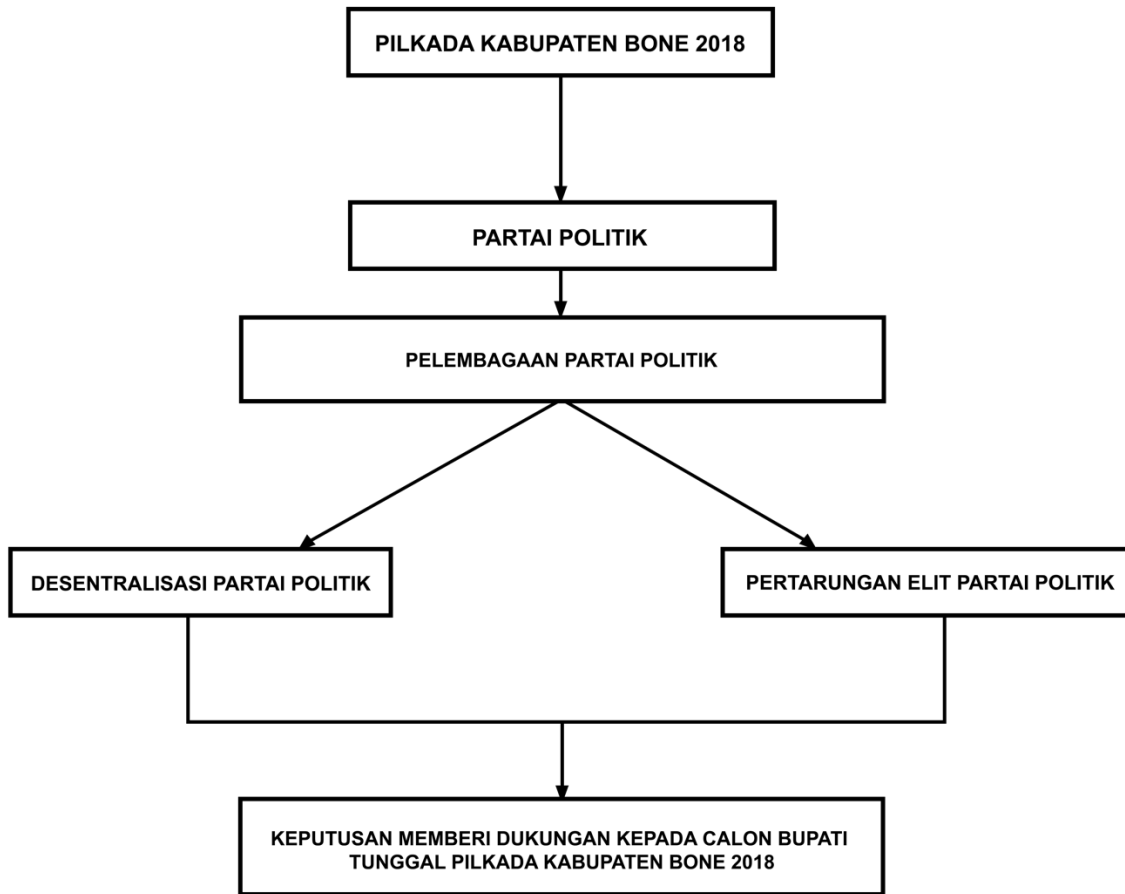 PILKADA KABUPATEN BONE 2018
PARTAI POLITIK
PELEMBAGAAN PARTAI POLITIK
DESENTRALISASI PARTAI POLITIK
PERTARUNGAN ELIT PARTAI POLITIK
KEPUTUSAN MEMBERI DUKUNGAN KEPADA CALON BUPATI
TUNGGAL PILKADA KABUPATEN BONE 2018